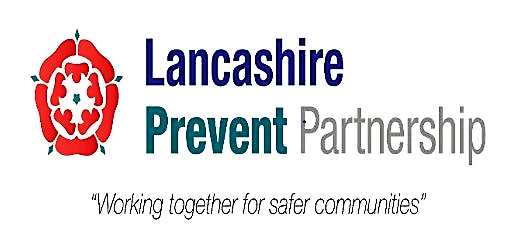 Lancashire
Prevent Partnership
“Working together for safer communities”